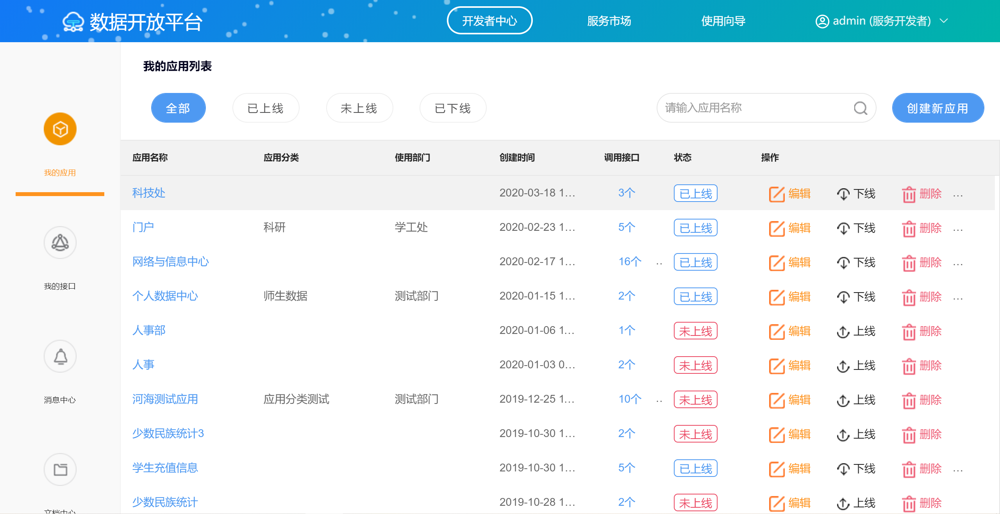 数据开放平台 开发者中心 服务市场 使用向导 admin (服务开发者)
我的应用列表
全部 已上线 未上线 已下线 请输入应用名称 创建新应用
我的应用
我的接口
消息中心
文档中心
应用名称 应用分类 使用部门 创建时间 调用接口 状态 操作
科技处 2020-03-18 1... 3个 已上线 编辑 下线 删除 ...
门户 科研 学工处 2020-02-23 1... 5个 已上线 编辑 下线 删除 ...
网络与信息中心 2020-02-17 1... 16个 .. 已上线 编辑 下线 删除 ...
个人数据中心 师生数据 测试部门 2020-01-15 1... 2个 已上线 编辑 下线 删除 ...
人事部 2020-01-06 1... 1个 未上线 编辑 上线 删除
人事 2020-01-03 0... 2个 未上线 编辑 上线 删除
河海测试应用 应用分类测试 测试部门 2019-12-25 1... 10个 .. 未上线 编辑 上线 删除
少数民族统计3 2019-10-30 1... 2个 未上线 编辑 上线 删除
学生充值信息 2019-10-30 1... 5个 已上线 编辑 下线 删除 ...
少数民族统计 2019-10-28 1... 2个 未上线 编辑 上线 删除